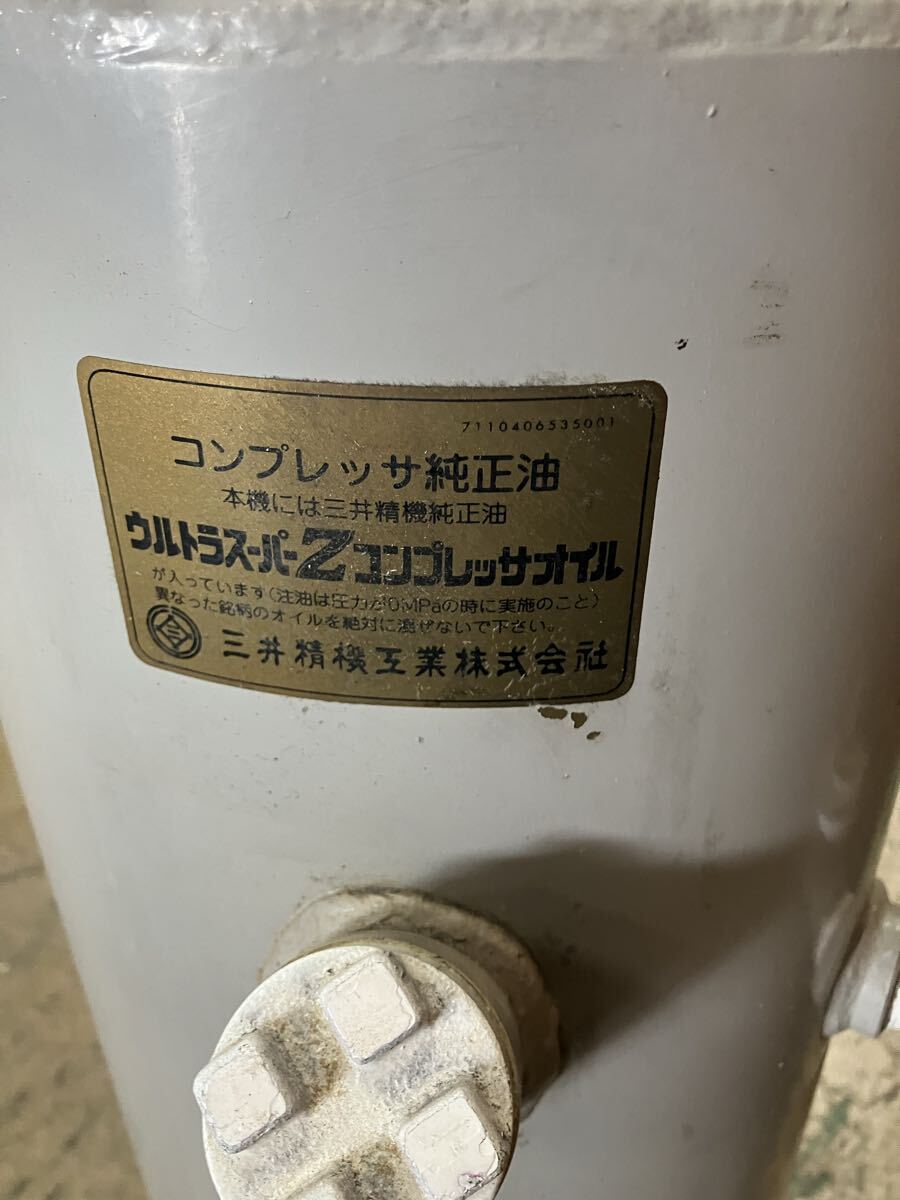 7110406535001
コンプレッサ純正油
本機には三井精機純正油
ウルトラスーパーZコンプレッサオイル
が入っています(注油は圧力が0MPaの時に実施のこと)
異なった銘柄のオイルを絶対に混ぜないで下さい。
三井精機工業株式会社